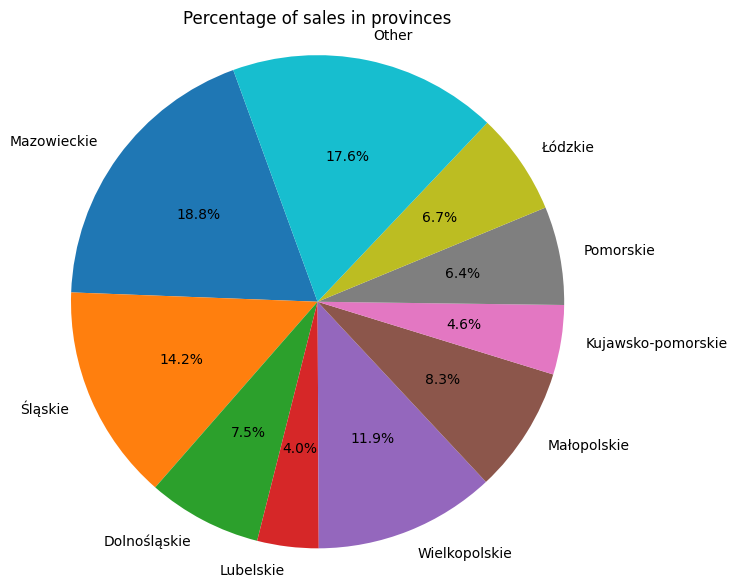 Percentage of sales in provinces
Other
Mazowieckie
Łódzkie
17.6%
18.8%
6.7%
Pomorskie
6.4%
4.6%
Kujawsko-pomorskie
14.2%
8.3%
Śląskie
7.5%
4.0%
11.9%
Małopolskie
Dolnośląskie
Wielkopolskie
Lubelskie